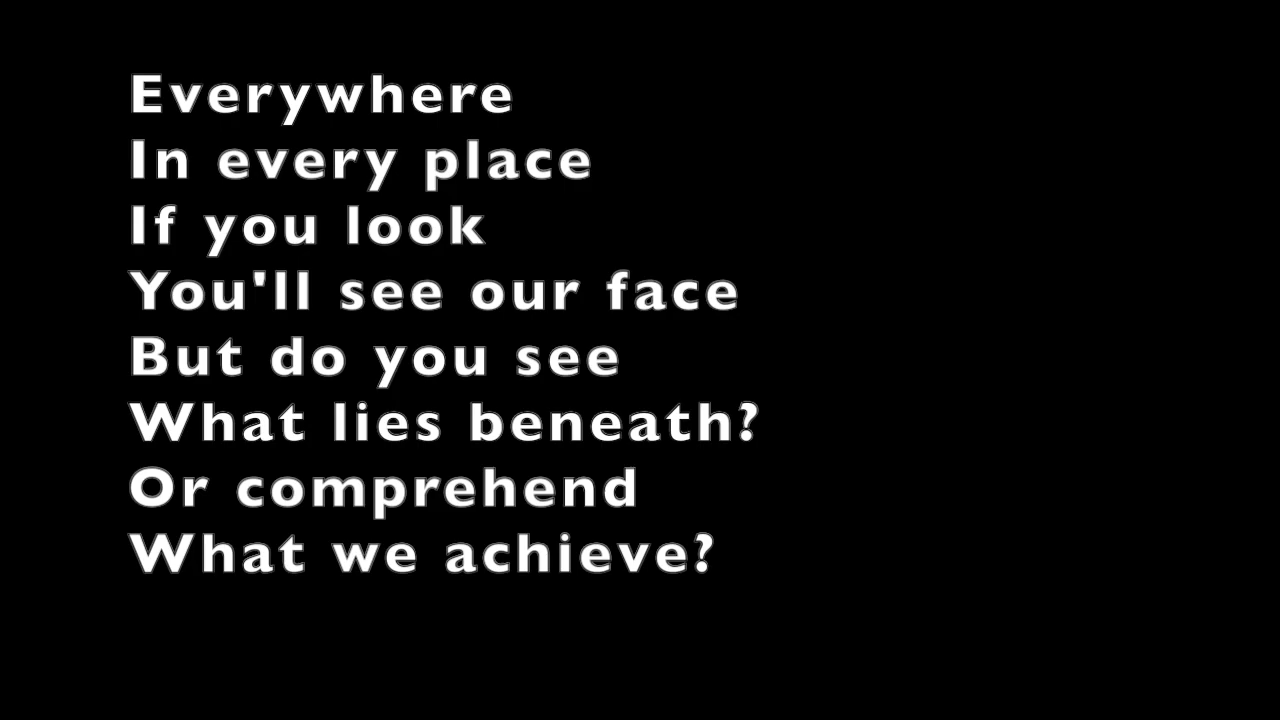 Everywhere
In every place
If you look
You'll see our face
But do you see
What lies beneath?
Or comprehend
What we achieve?